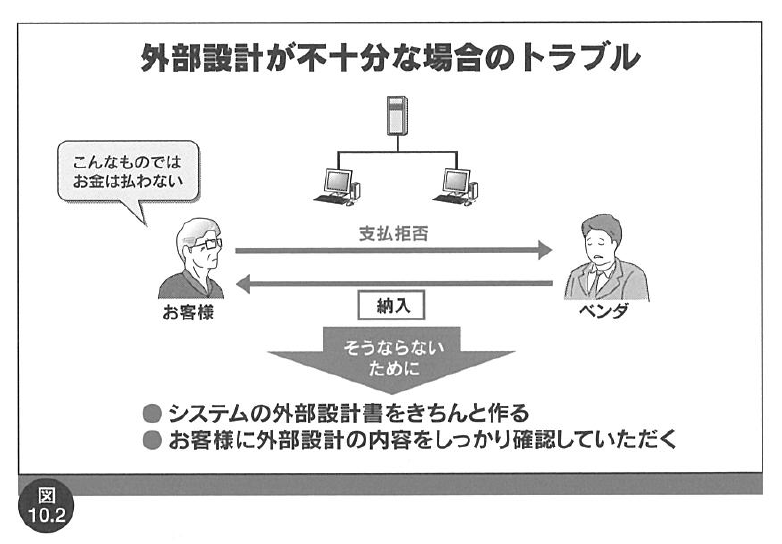 外部設計が不十分な場合のトラブル
こんなものでは
お金は払わない
支払拒否
お客様
納入
ベンダ
そうならない
ために
●システムの外部設計書をきちんと作る
●お客様に外部設計の内容をしっかり確認していただく
図
10.2